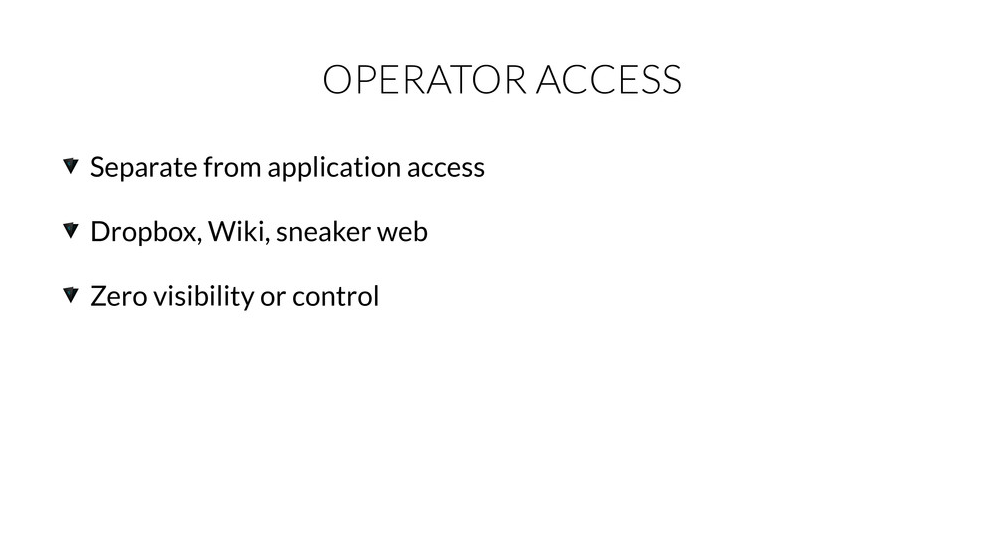 OPERATOR ACCESS
Separate from application access
Dropbox, Wiki, sneaker web
Zero visibility or control